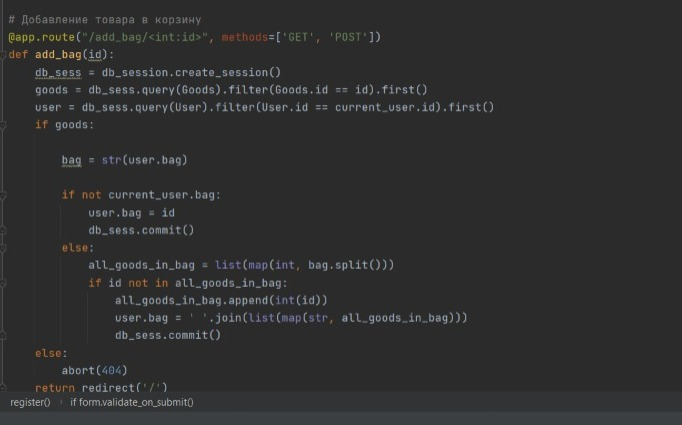 # Добавление товара в корзину
@app.route("/add_bag/<int:id>", methods=['GET', 'POST'])
def add_bag(id):
    db_sess = db_session.create_session()
    goods = db_sess.query(Goods).filter(Goods.id == id).first()
    user = db_sess.query(User).filter(User.id == current_user.id).first()
    if goods:
        bag = str(user.bag)
        if not current_user.bag:
            user.bag = id
            db_sess.commit()
        else:
            all_goods_in_bag = list(map(int, bag.split()))
            if id not in all_goods_in_bag:
                all_goods_in_bag.append(int(id))
                user.bag = ' '.join(list(map(str, all_goods_in_bag)))
                db_sess.commit()
    else:
        abort(404)
    return redirect('/')
register() › if form.validate_on_submit()